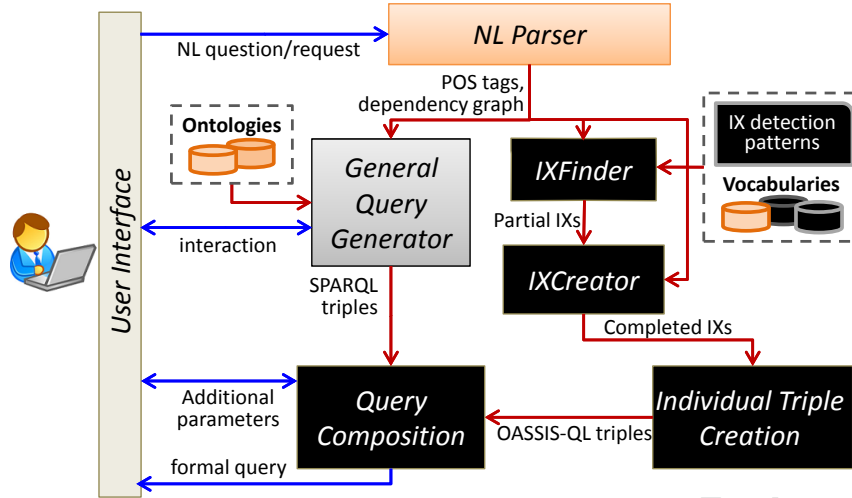 NL question/request
NL Parser
POS tags,
dependency graph
Ontologies
IX detection
patterns
Vocabularies
General
Query
Generator
IXFinder
Partial IXs
interaction
User Interface
IXCreator
SPARQL
triples
Completed IXs
Additional
parameters
Query
Composition
OASSIS-QL triples
Individual Triple
Creation
formal query